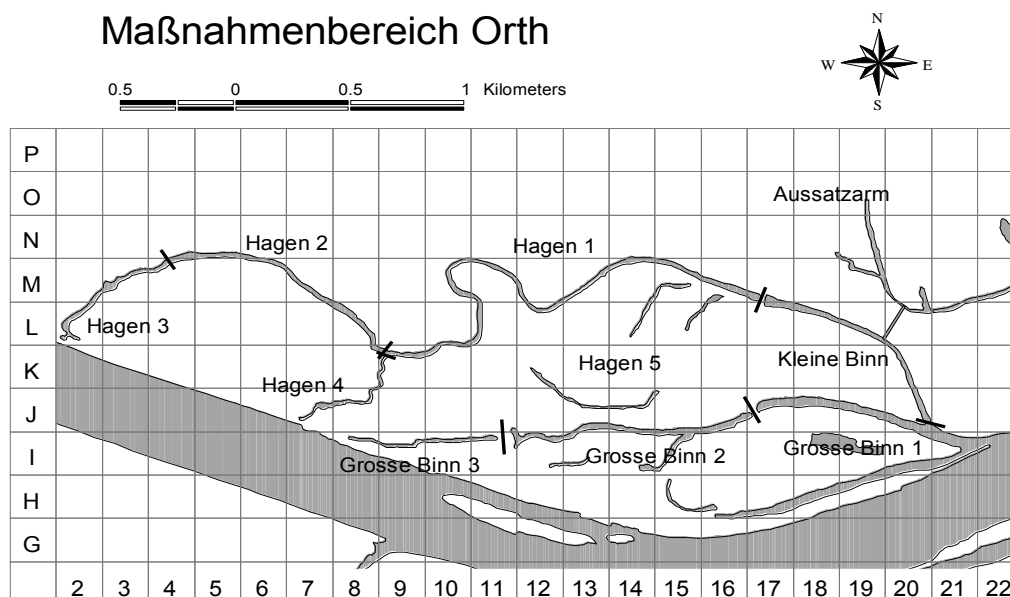 Maßnahmenbereich Orth
N
W E
S
0.5 0 0.5 1 Kilometers
P
O
Aussatzarm
N
Hagen 2
Hagen 1
M
L
Hagen 3
K
Hagen 5
Kleine Binn
Hagen 4
J
I
Grosse Binn 3
Grosse Binn 2
Grosse Binn 1
H
G
2 3 4 5 6 7 8 9 10 11 12 13 14 15 16 17 18 19 20 21 22